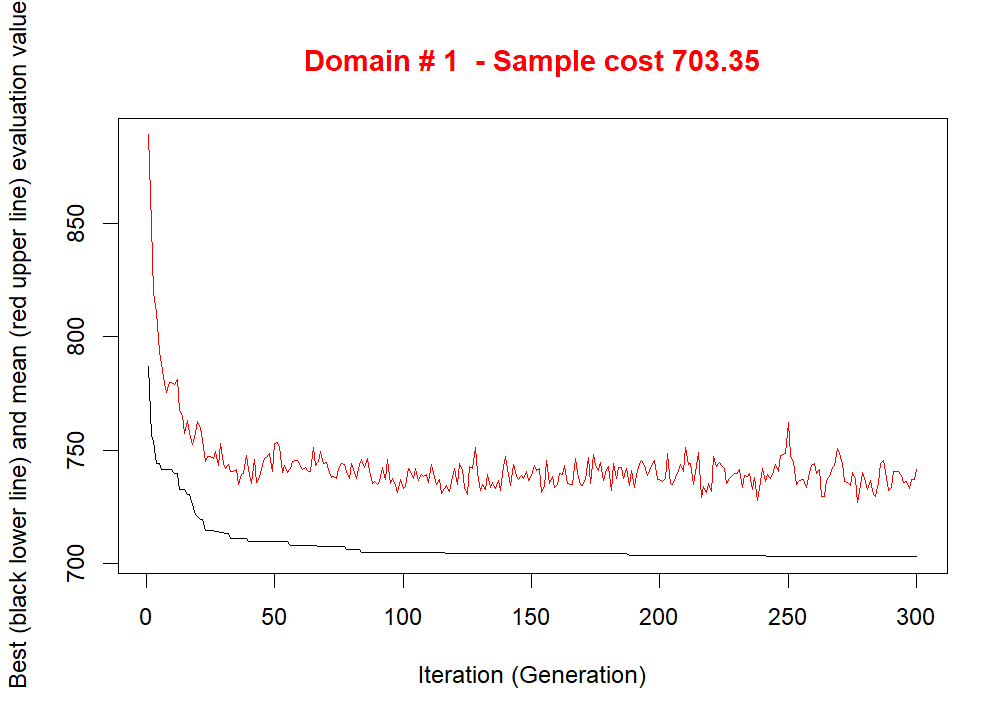 Domain # 1  - Sample cost 703.35
Best (black lower line) and mean (red upper line) evaluation value
850
800
750
700
0 50 100 150 200 250 300
Iteration (Generation)